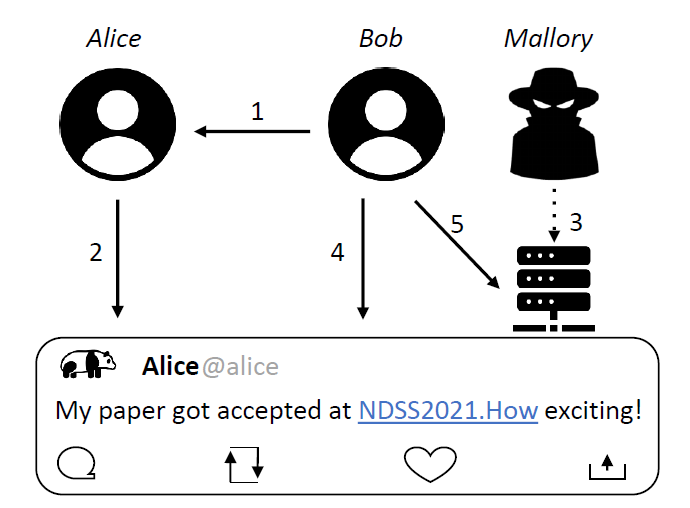 Alice Bob Mallory
1
2 4 5 3
Alice@alice
My paper got accepted at NDSS2021.How exciting!